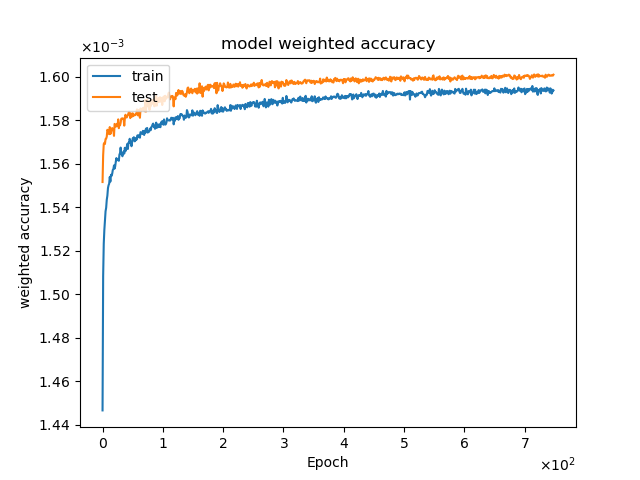 model weighted accuracy
×10⁻³
train
test
1.60
1.58
1.56
1.54
1.52
1.50
1.48
1.46
1.44
weighted accuracy
0 1 2 3 4 5 6 7
Epoch
×10²